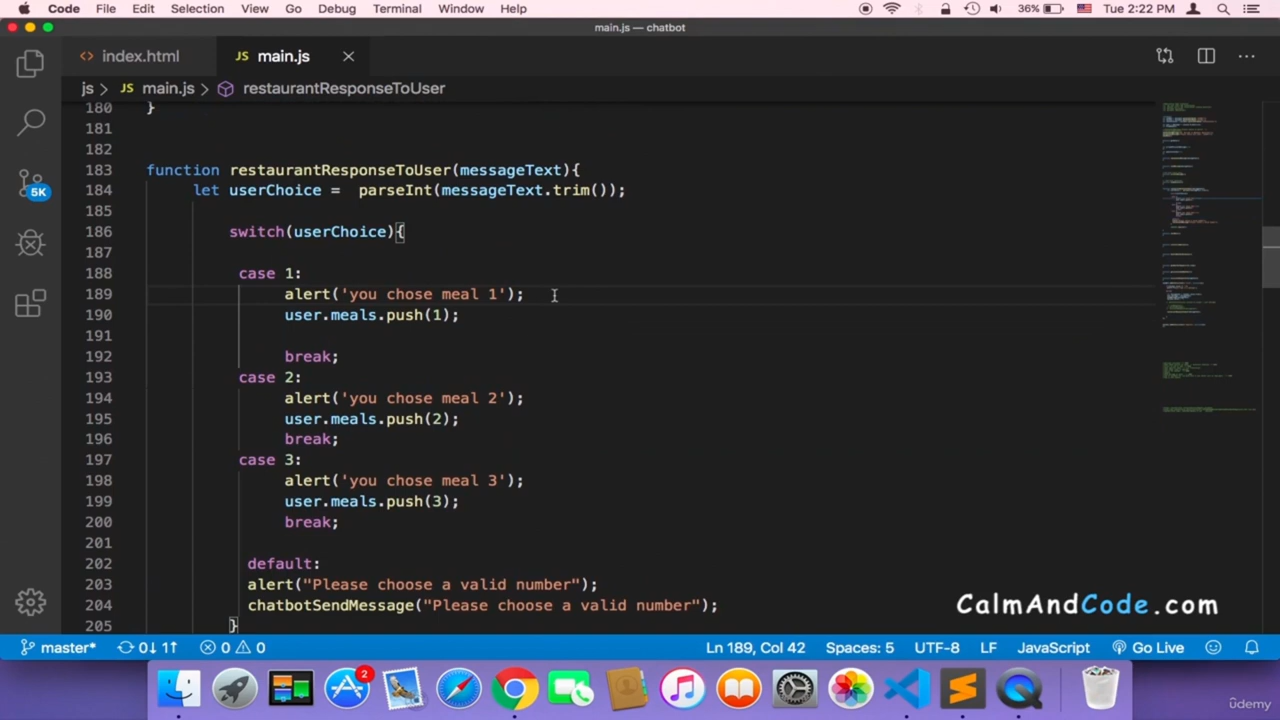 Code File Edit Selection View Go Debug Terminal Window Help 36% Tue 2:22 PM
main.js — chatbot
index.html JS main.js
js > JS main.js > restaurantResponseToUser
180 }
181
182
183 function restaurantResponseToUser(messageText){
184 let userChoice = parseInt(messageText.trim());
185
186 switch(userChoice){
187
188 case 1:
189 alert('you chose meal 1');
190 user.meals.push(1);
191
192 break;
193 case 2:
194 alert('you chose meal 2');
195 user.meals.push(2);
196 break;
197 case 3:
198 alert('you chose meal 3');
199 user.meals.push(3);
200 break;
201
202 default:
203 alert("Please choose a valid number");
204 chatbotSendMessage("Please choose a valid number");
205 }
5K
CalmAndCode.com
master* 0↓ 1↑ 0 0 Ln 189, Col 42 Spaces: 5 UTF-8 LF JavaScript Go Live
2
udemy